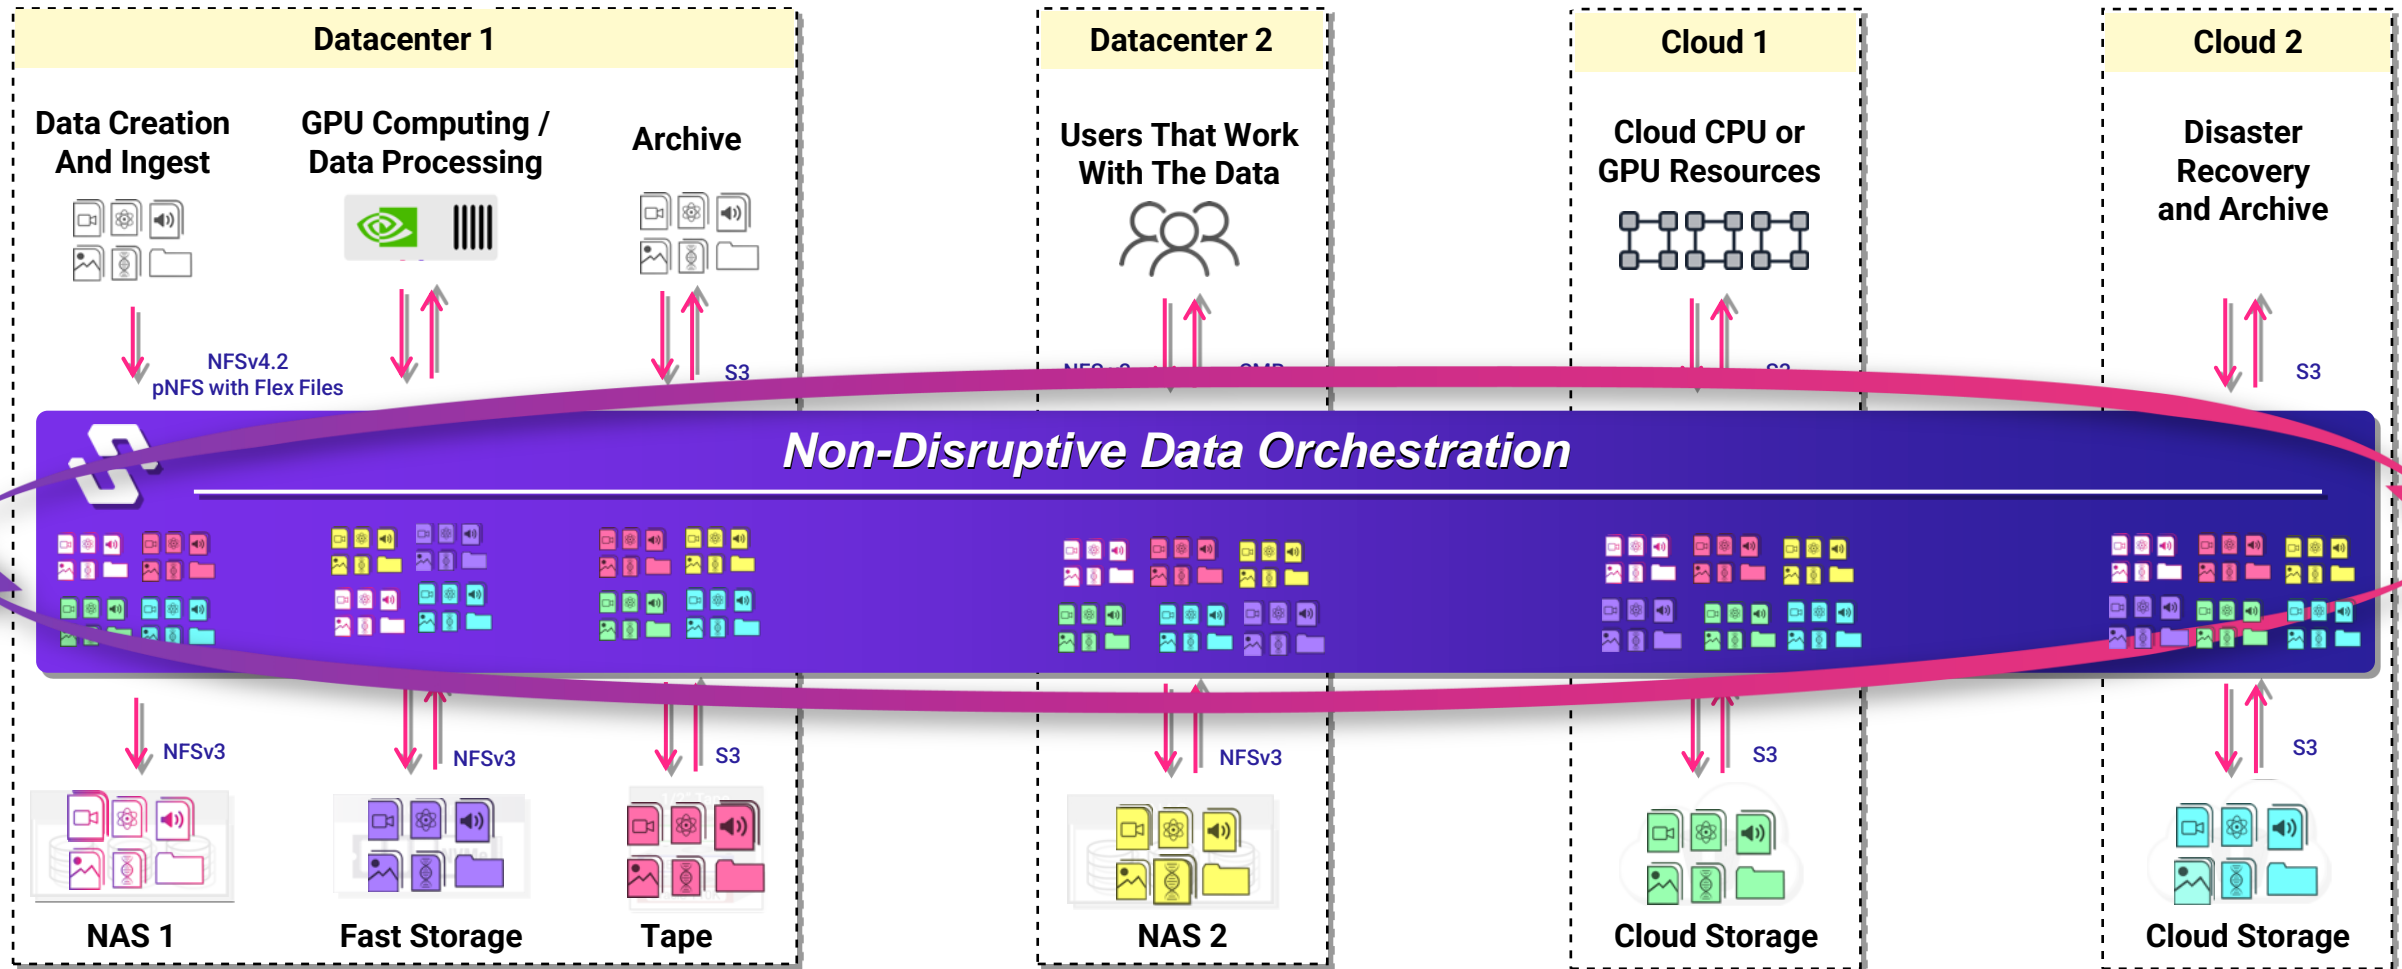 Datacenter 1
Datacenter 2
Cloud 1
Cloud 2
Data Creation
And Ingest
GPU Computing /
Data Processing
Archive
Users That Work
With The Data
Cloud CPU or
GPU Resources
Disaster
Recovery
and Archive
NFSv4.2
pNFS with Flex Files
S3
S3
Non-Disruptive Data Orchestration
NFSv3
NFSv3
S3
NFSv3
S3
S3
NAS 1
Fast Storage
Tape
NAS 2
Cloud Storage
Cloud Storage